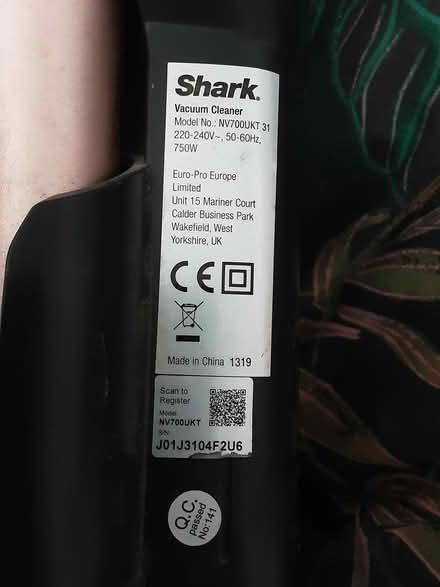 Shark®
Vacuum Cleaner
Model No.: NV700UKT 31
220-240V~, 50-60Hz,
750W
Euro-Pro Europe
Limited
Unit 15 Mariner Court
Calder Business Park
Wakefield, West
Yorkshire, UK
CE
Made in China 1319
Scan to
Register
Model:
NV700UKT
S/N:
J01J3104F2U6
Q.C.
passed
No:141